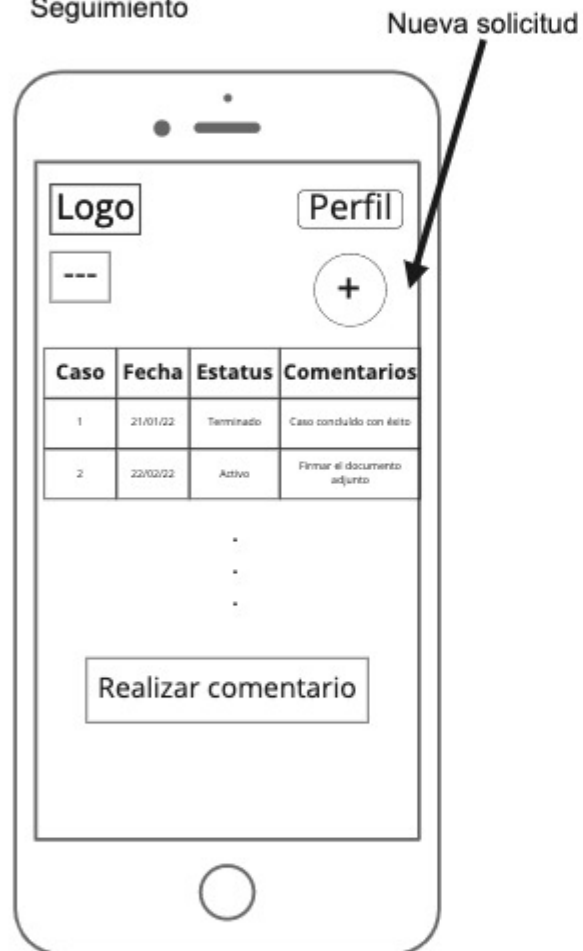 Seguimiento
Nueva solicitud
Logo
Perfil
---
+
Caso Fecha Estatus Comentarios
1 21/01/22 Terminado Caso concluído con éxito
2 22/02/22 Activo Firmar el documento
adjunto
.
.
.
Realizar comentario